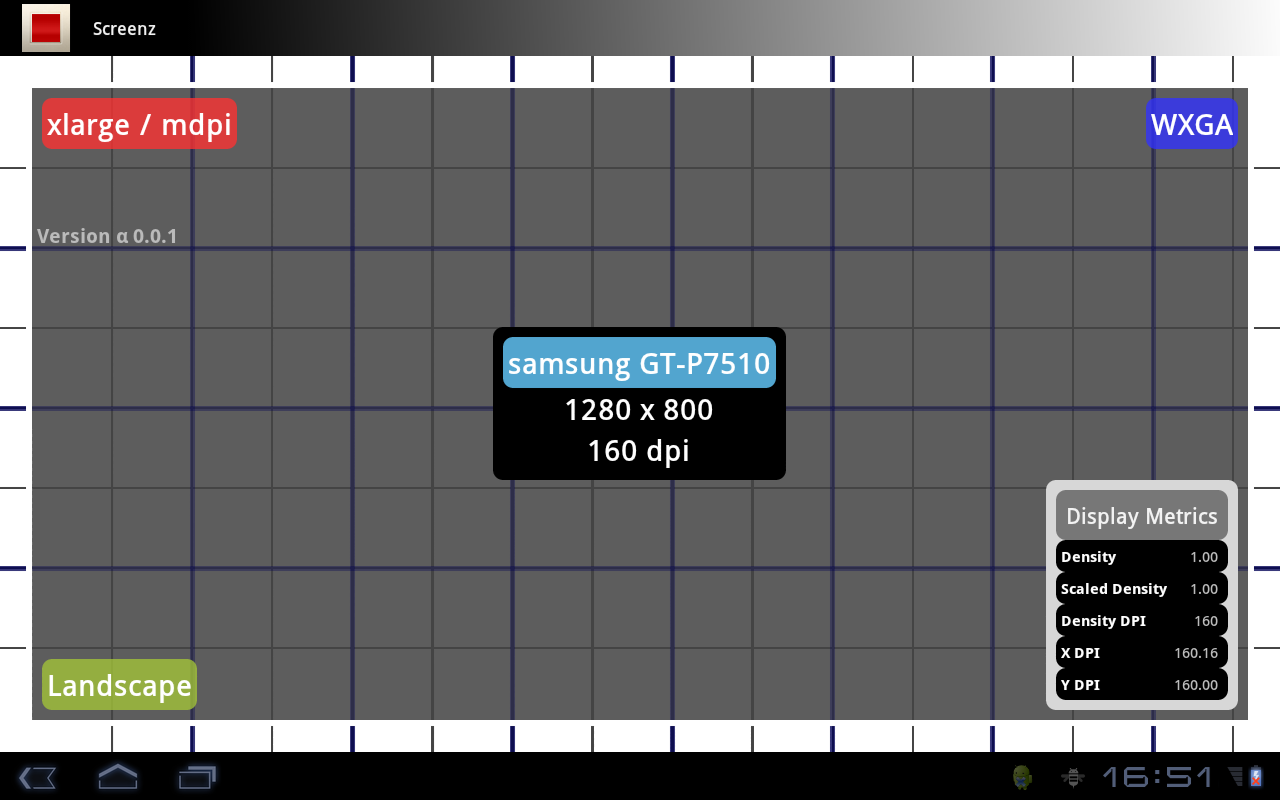 Screenz
xlarge / mdpi
WXGA
Version α 0.0.1
samsung GT-P7510
1280 x 800
160 dpi
Display Metrics
Density 1.00
Scaled Density 1.00
Density DPI 160
X DPI 160.16
Y DPI 160.00
Landscape
16:51